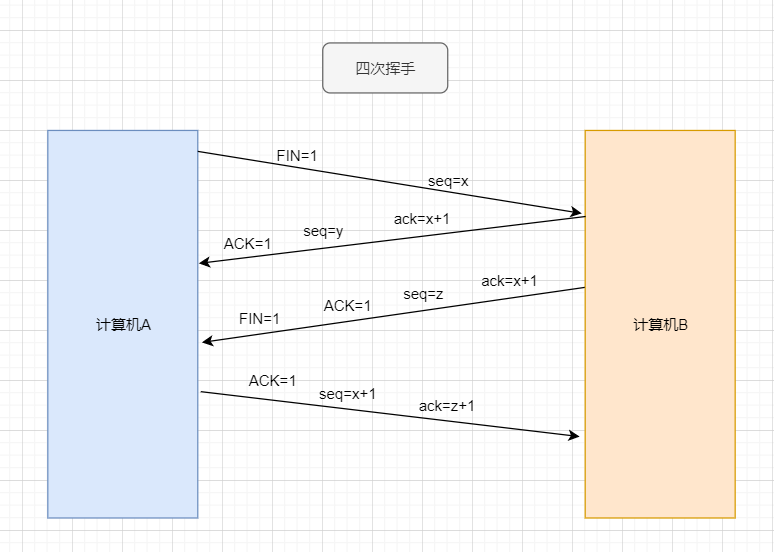 四次挥手
FIN=1
seq=x
ack=x+1
seq=y
ACK=1
ack=x+1
seq=z
ACK=1
FIN=1
计算机A
计算机B
ACK=1
seq=x+1
ack=z+1